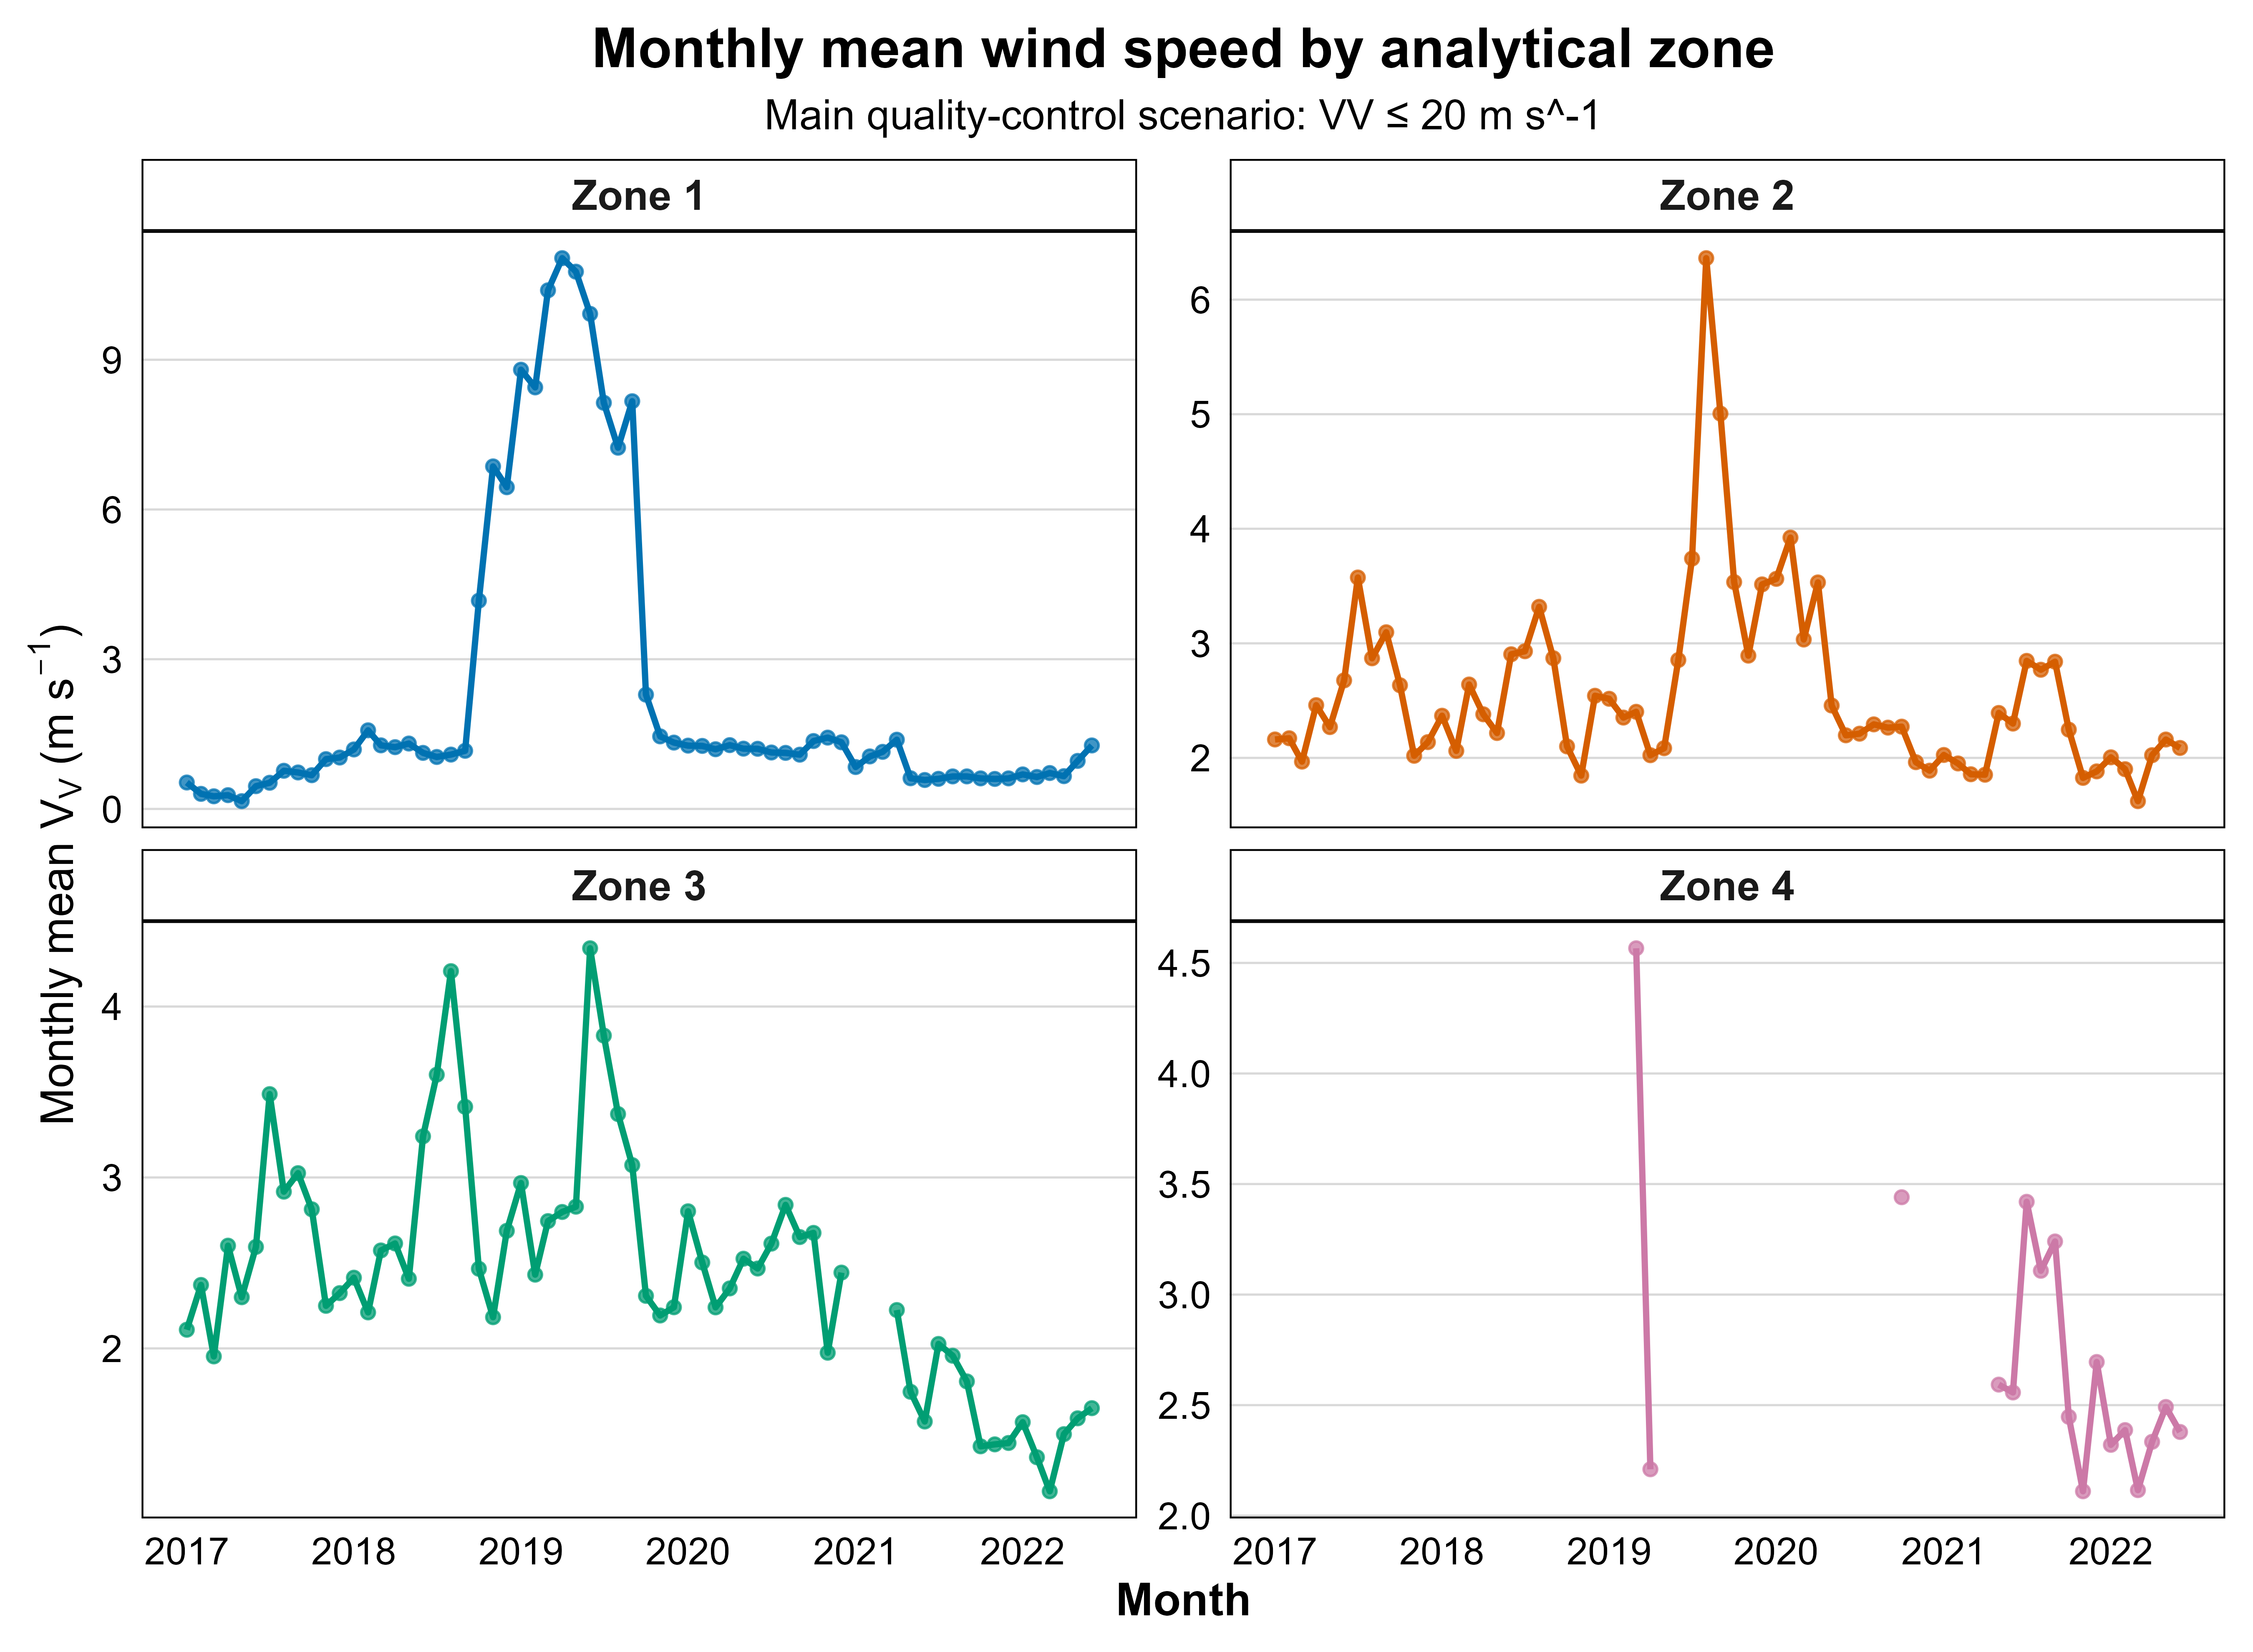 Monthly mean wind speed by analytical zone
Main quality-control scenario: VV ≤ 20 m s^-1
Zone 1
Zone 2
Monthly mean V_V (m s⁻¹)
9
6
3
0
6
5
4
3
2
Zone 3
Zone 4
4
3
2
4.5
4.0
3.5
3.0
2.5
2.0
2017 2018 2019 2020 2021 2022
2017 2018 2019 2020 2021 2022
Month